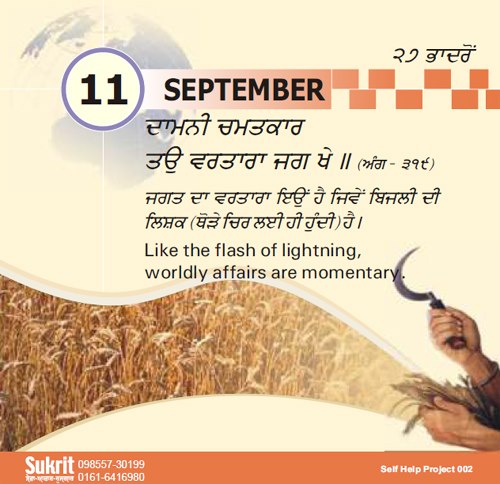 ੨੭ ਭਾਦਰੋਂ
11 SEPTEMBER
ਦਾਮਨੀ ਚਮਤਕਾਰ
ਤਉ ਵਰਤਾਰਾ ਜਗ ਖੇ ॥ (ਅੰਗ - ੩੧੯)
ਜਗਤ ਦਾ ਵਰਤਾਰਾ ਇਉਂ ਹੈ ਜਿਵੇਂ ਬਿਜਲੀ ਦੀ
ਲਿਸ਼ਕ (ਥੋੜੇ ਚਿਰ ਲਈ ਹੀ ਹੁੰਦੀ) ਹੈ।
Like the flash of lightning,
worldly affairs are momentary.
Sukrit 098557-30199
0161-6416980
Self Help Project 002